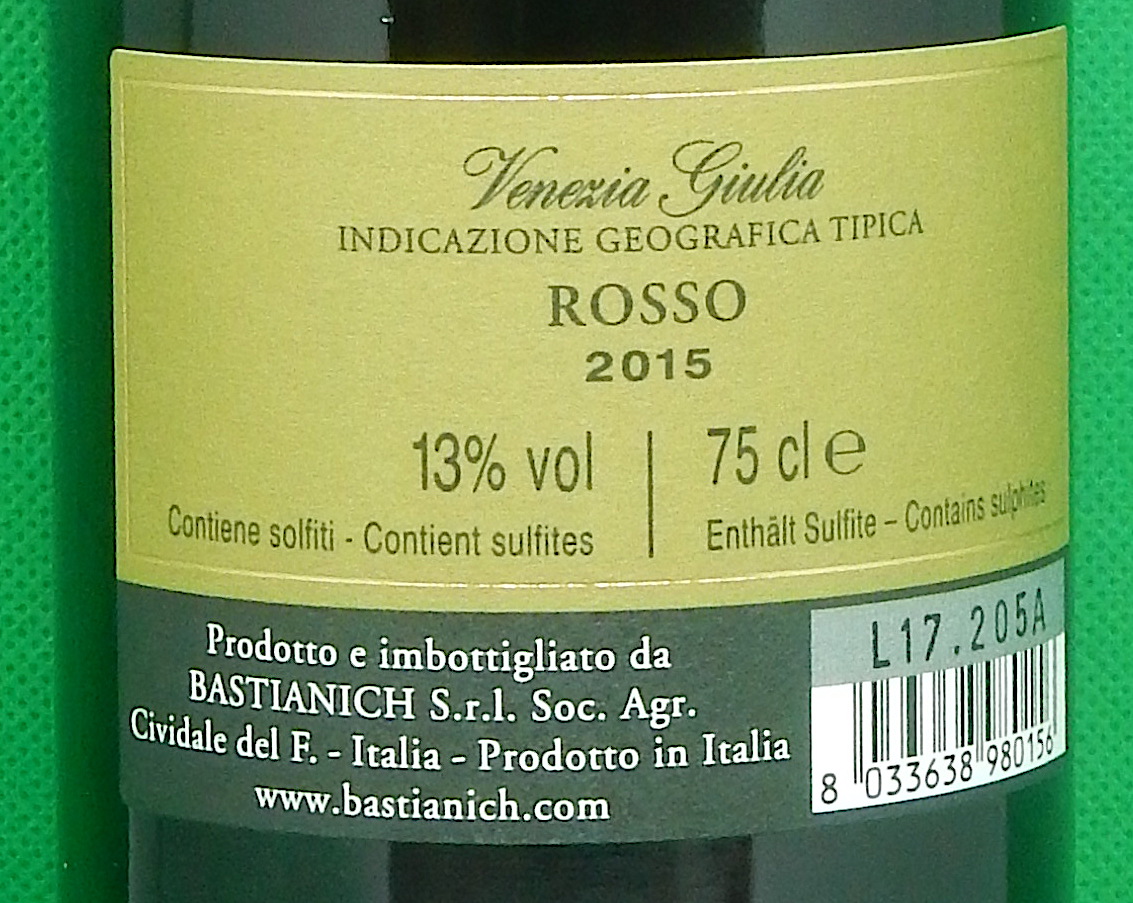 Venezia Giulia
INDICAZIONE GEOGRAFICA TIPICA
ROSSO
2015
13% vol
75 cl e
Contiene solfiti - Contient sulfites
Enthält Sulfite – Contains sulphites
Prodotto e imbottigliato da
BASTIANICH S.r.l. Soc. Agr.
Cividale del F. - Italia - Prodotto in Italia
www.bastianich.com
L17.205A
8 033638 980156